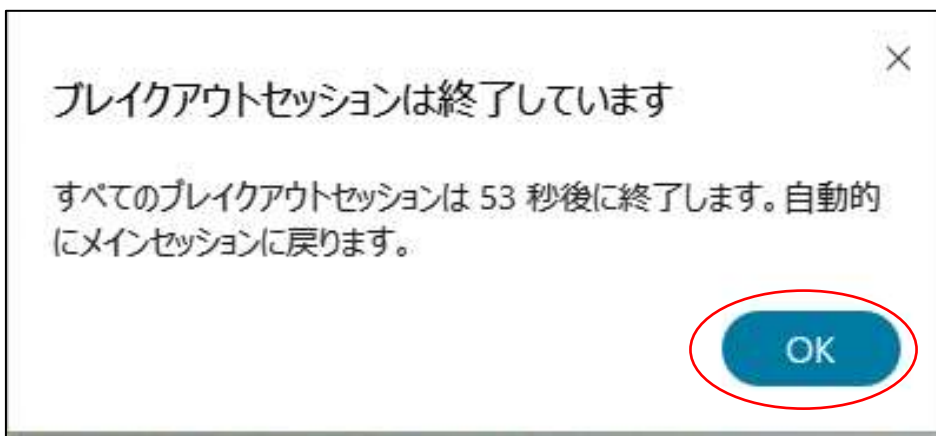 ブレイクアウトセッションは終了しています
すべてのブレイクアウトセッションは 53 秒後に終了します。自動的
にメインセッションに戻ります。
OK